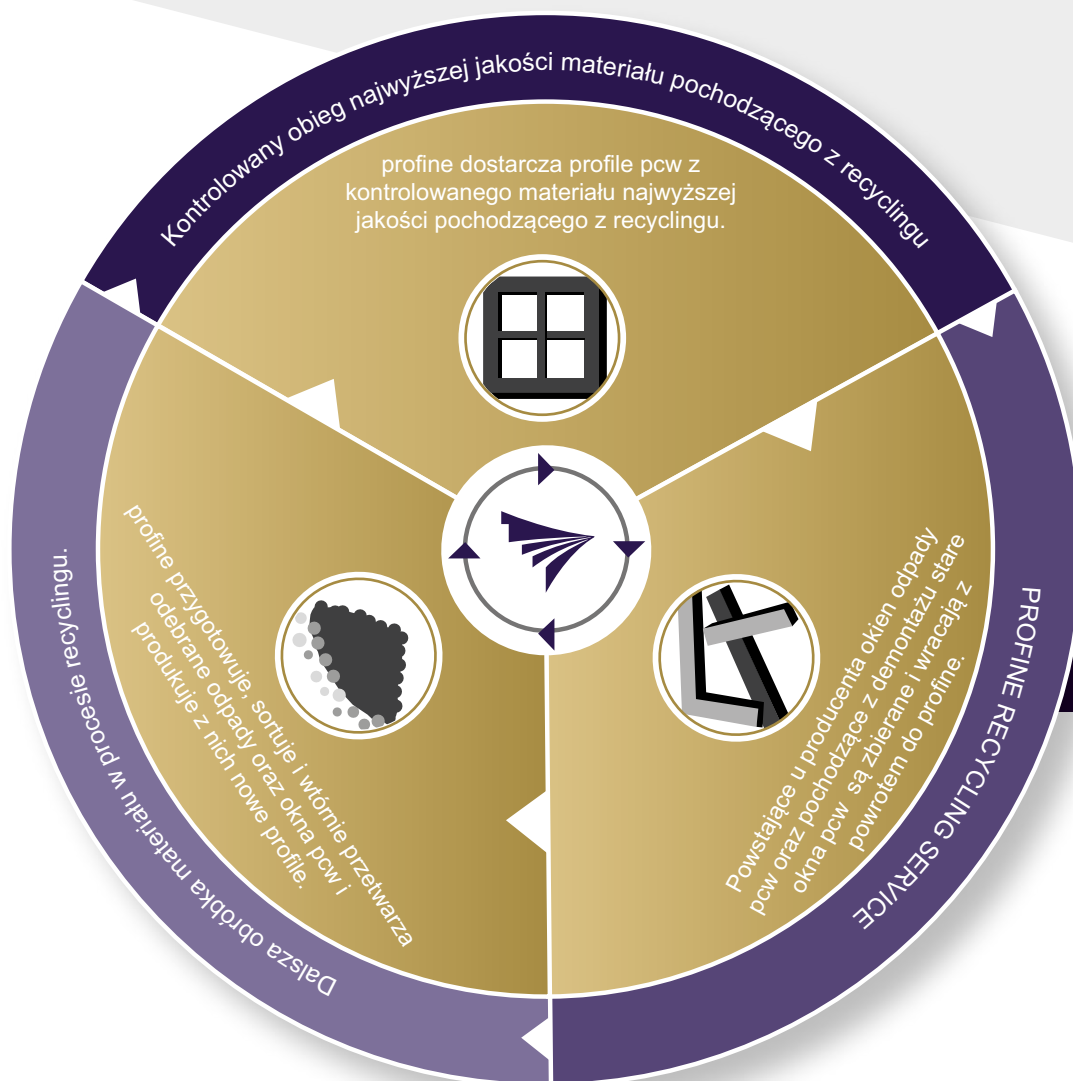 Kontrolowany obieg najwyższej jakości materiału pochodzącego z recyclingu
profine dostarcza profile pcw z
kontrolowanego materiału najwyższej
jakości pochodzącego z recyclingu.
PROFINE RECYCLING SERVICE
Powstające u producenta okien odpady
pcw oraz pochodzące z demontażu stare
okna pcw są zbierane i wracają z
powrotem do profine.
Dalsza obróbka materiału w procesie recyclingu.
profine przygotowuje, sortuje i wtórnie przetwarza
odebrane odpady oraz okna pcw i
produkuje z nich nowe profile.